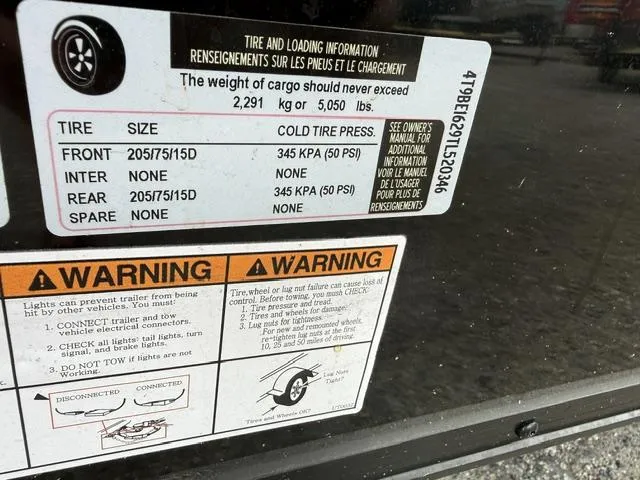 TIRE AND LOADING INFORMATION
RENSEIGNEMENTS SUR LES PNEUS ET LE CHARGEMENT
The weight of cargo should never exceed
2,291 kg or 5,050 lbs.
TIRE SIZE COLD TIRE PRESS.
FRONT 205/75/15D 345 KPA (50 PSI)
INTER NONE NONE
REAR 205/75/15D 345 KPA (50 PSI)
SPARE NONE NONE
SEE OWNER'S
MANUAL FOR
ADDITIONAL
INFORMATION
VOIR LE MANUEL
DE L'USAGER
POUR PLUS DE
RENSEIGNEMENTS
4T9BE1629TL520346
WARNING
Lights can prevent trailer from being
hit by other vehicles. You must:
1. CONNECT trailer and tow
vehicle electrical connectors.
2. CHECK all lights: tail lights, turn
signal, and brake lights.
3. DO NOT TOW if lights are not
Working.
DISCONNECTED CONNECTED
WARNING
Tire, wheel or lug nut failure can cause loss of
control. Before towing, you mush CHECK:
1. Tire pressure and tread.
2. Tires and wheels for damage.
3. Lug nuts for tightness.
For new and remounted wheels,
re-tighten lug nuts at the first
10, 25 and 50 miles of driving.
Lug Nuts
Tight?
Tires and Wheels OK?